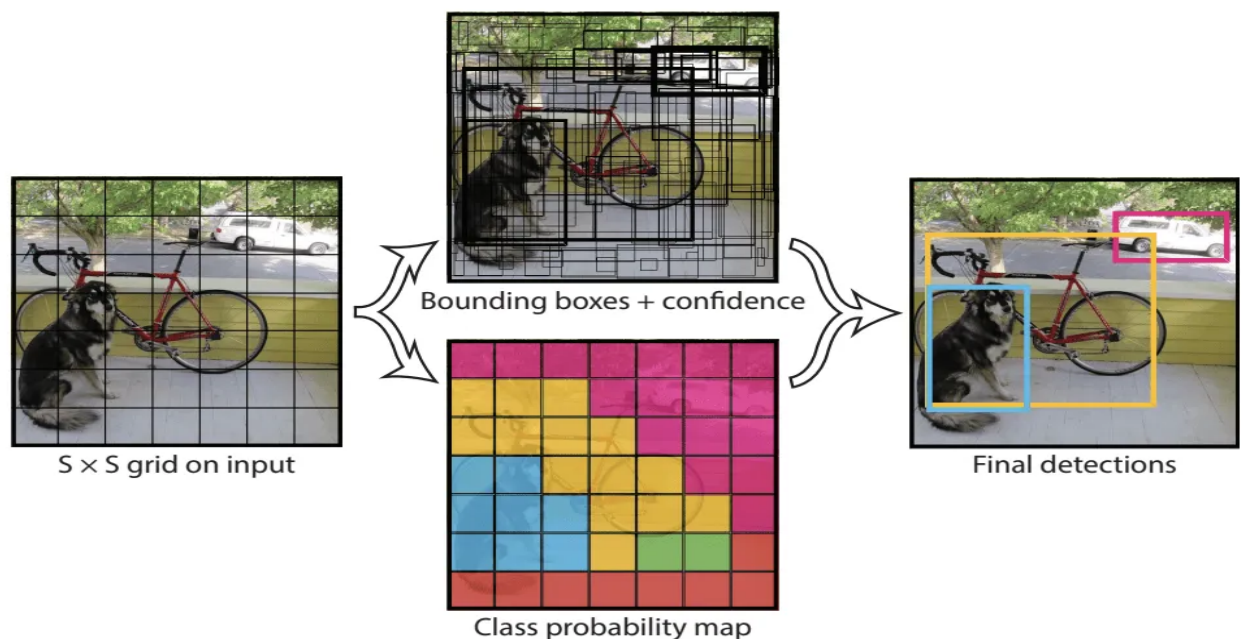 Bounding boxes + confidence
S × S grid on input
Final detections
Class probability map